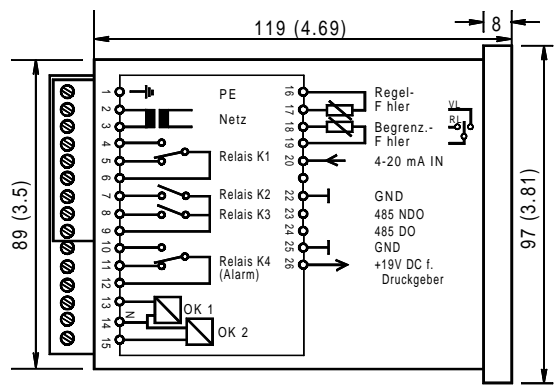 119 (4.69)
8
89 (3.5)
97 (3.81)
1
PE
2
Netz
3
4
5
Relais K1
6
7
Relais K2
8
Relais K3
9
10
11
Relais K4
(Alarm)
12
13
OK 1
14
N
OK 2
15
16
Regel-
F hler
17
18
Begrenz.-
F hler
19
20
4-20 mA IN
VL
RL
22
GND
23
485 NDO
24
485 DO
25
GND
26
+19V DC f.
Druckgeber